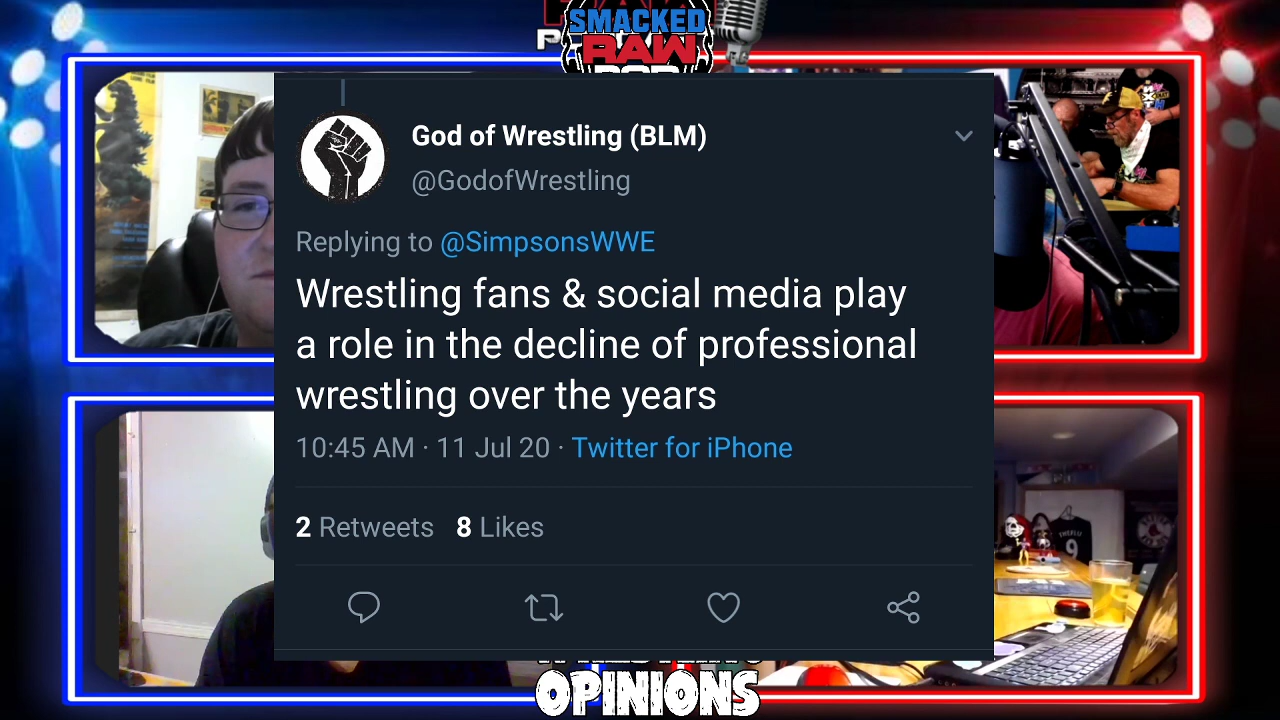 SMACKED
RAW
God of Wrestling (BLM)
@GodofWrestling
Replying to @SimpsonsWWE
Wrestling fans & social media play
a role in the decline of professional
wrestling over the years
10:45 AM · 11 Jul 20 · Twitter for iPhone
2 Retweets 8 Likes
9
OPINIONS